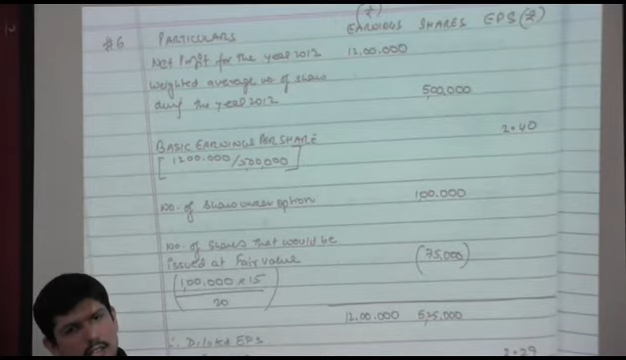 (₹)
#6 PARTICULARS EARNINGS SHARES EPS (₹)
Net Profit for the year 2012 12,00,000
Weighted average no. of shares
during the year 2012 500,000
BASIC EARNINGS PER SHARE 2.40
[1200,000/500,000]
No. of shares under option 100,000
No. of shares that would be
issued at Fair value (75,000)
(100,000 × 15
20)
12,00,000 525,000
∴ Diluted EPS
2.29